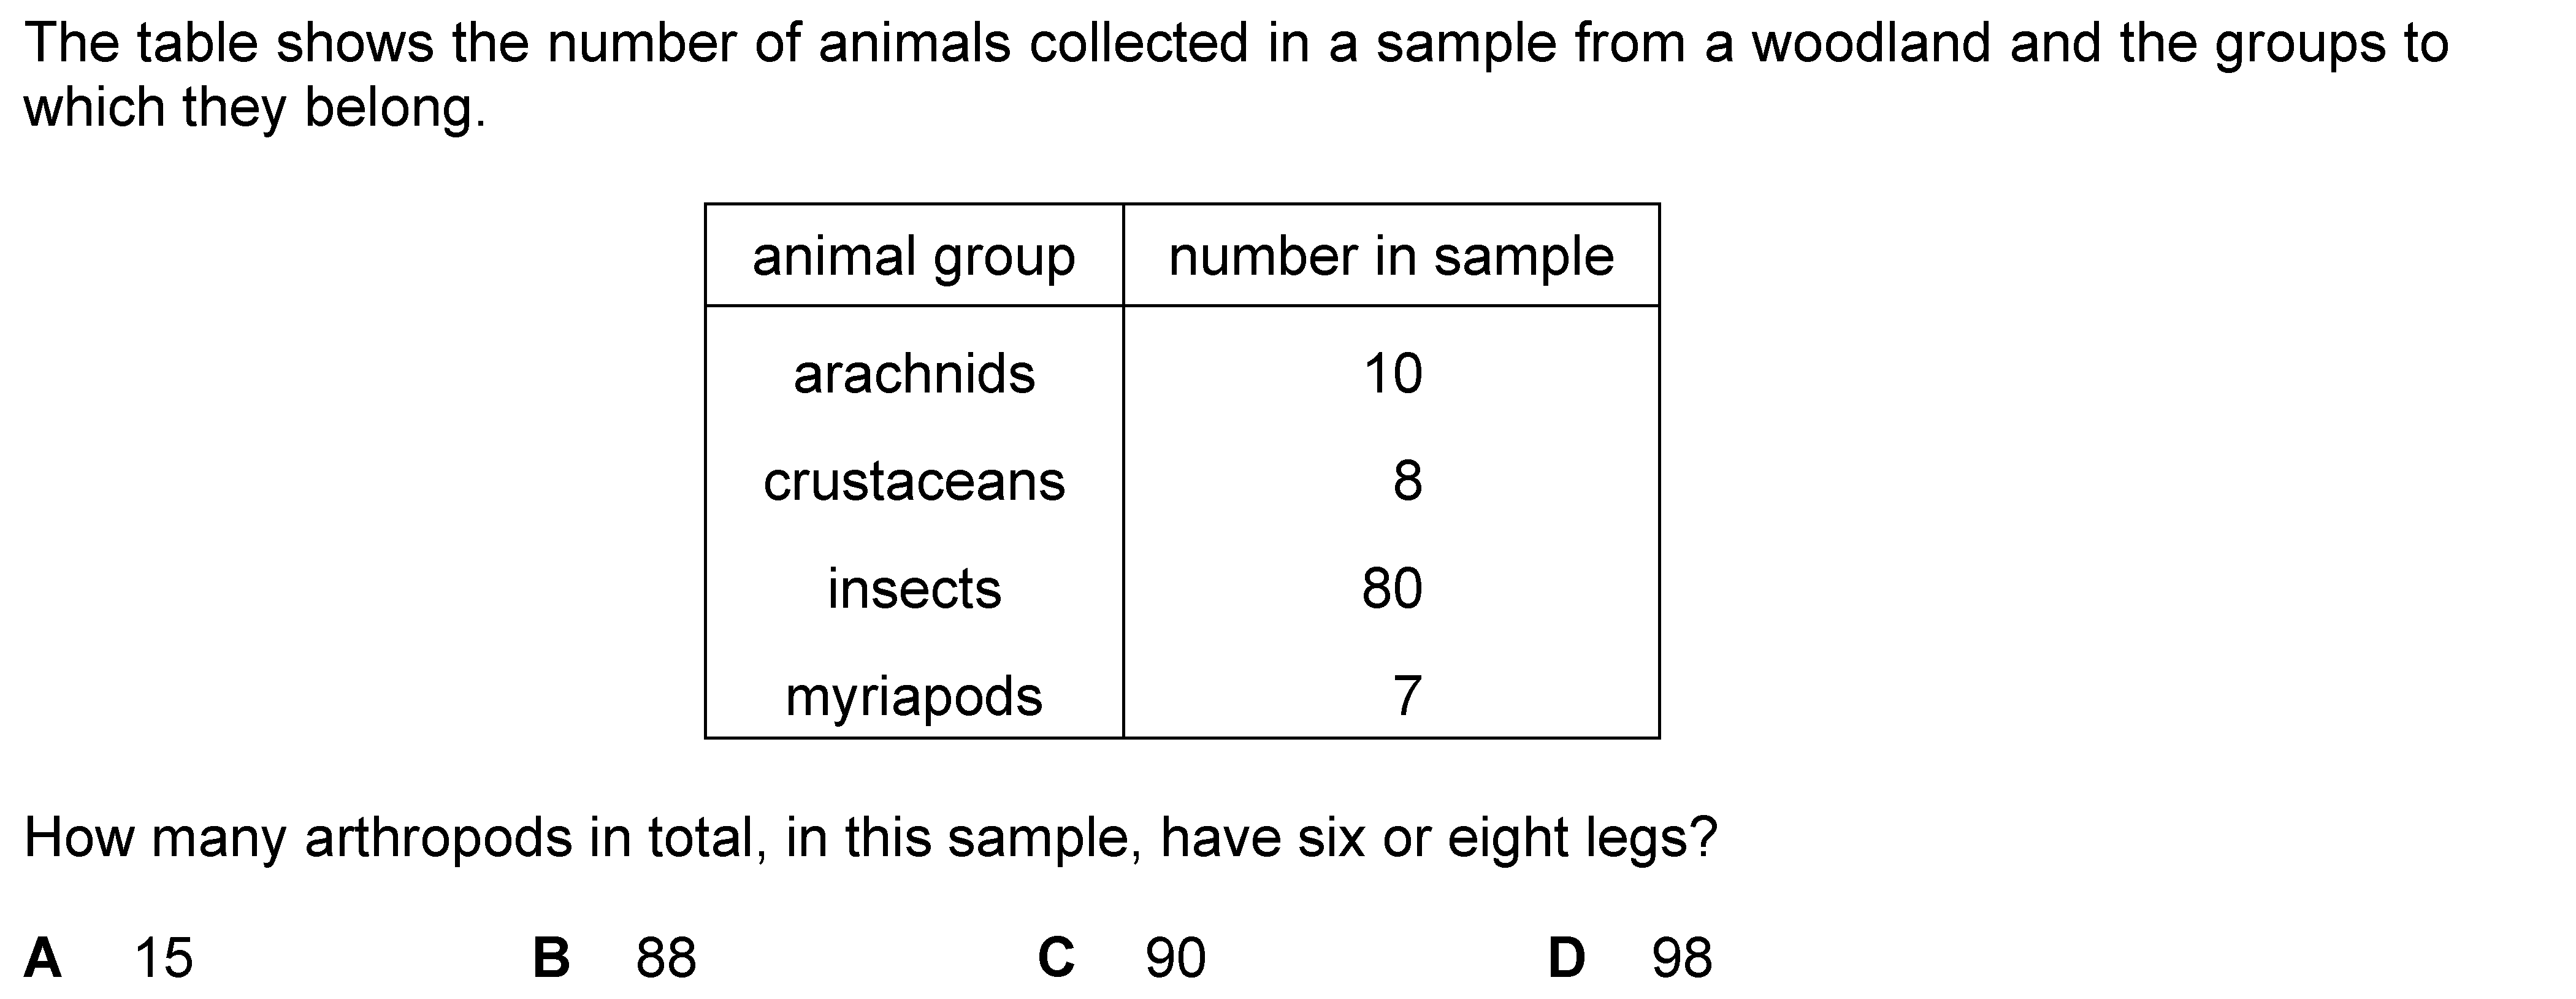 The table shows the number of animals collected in a sample from a woodland and the groups to
which they belong.
animal group number in sample
arachnids 10
crustaceans 8
insects 80
myriapods 7
How many arthropods in total, in this sample, have six or eight legs?
A 15 B 88 C 90 D 98